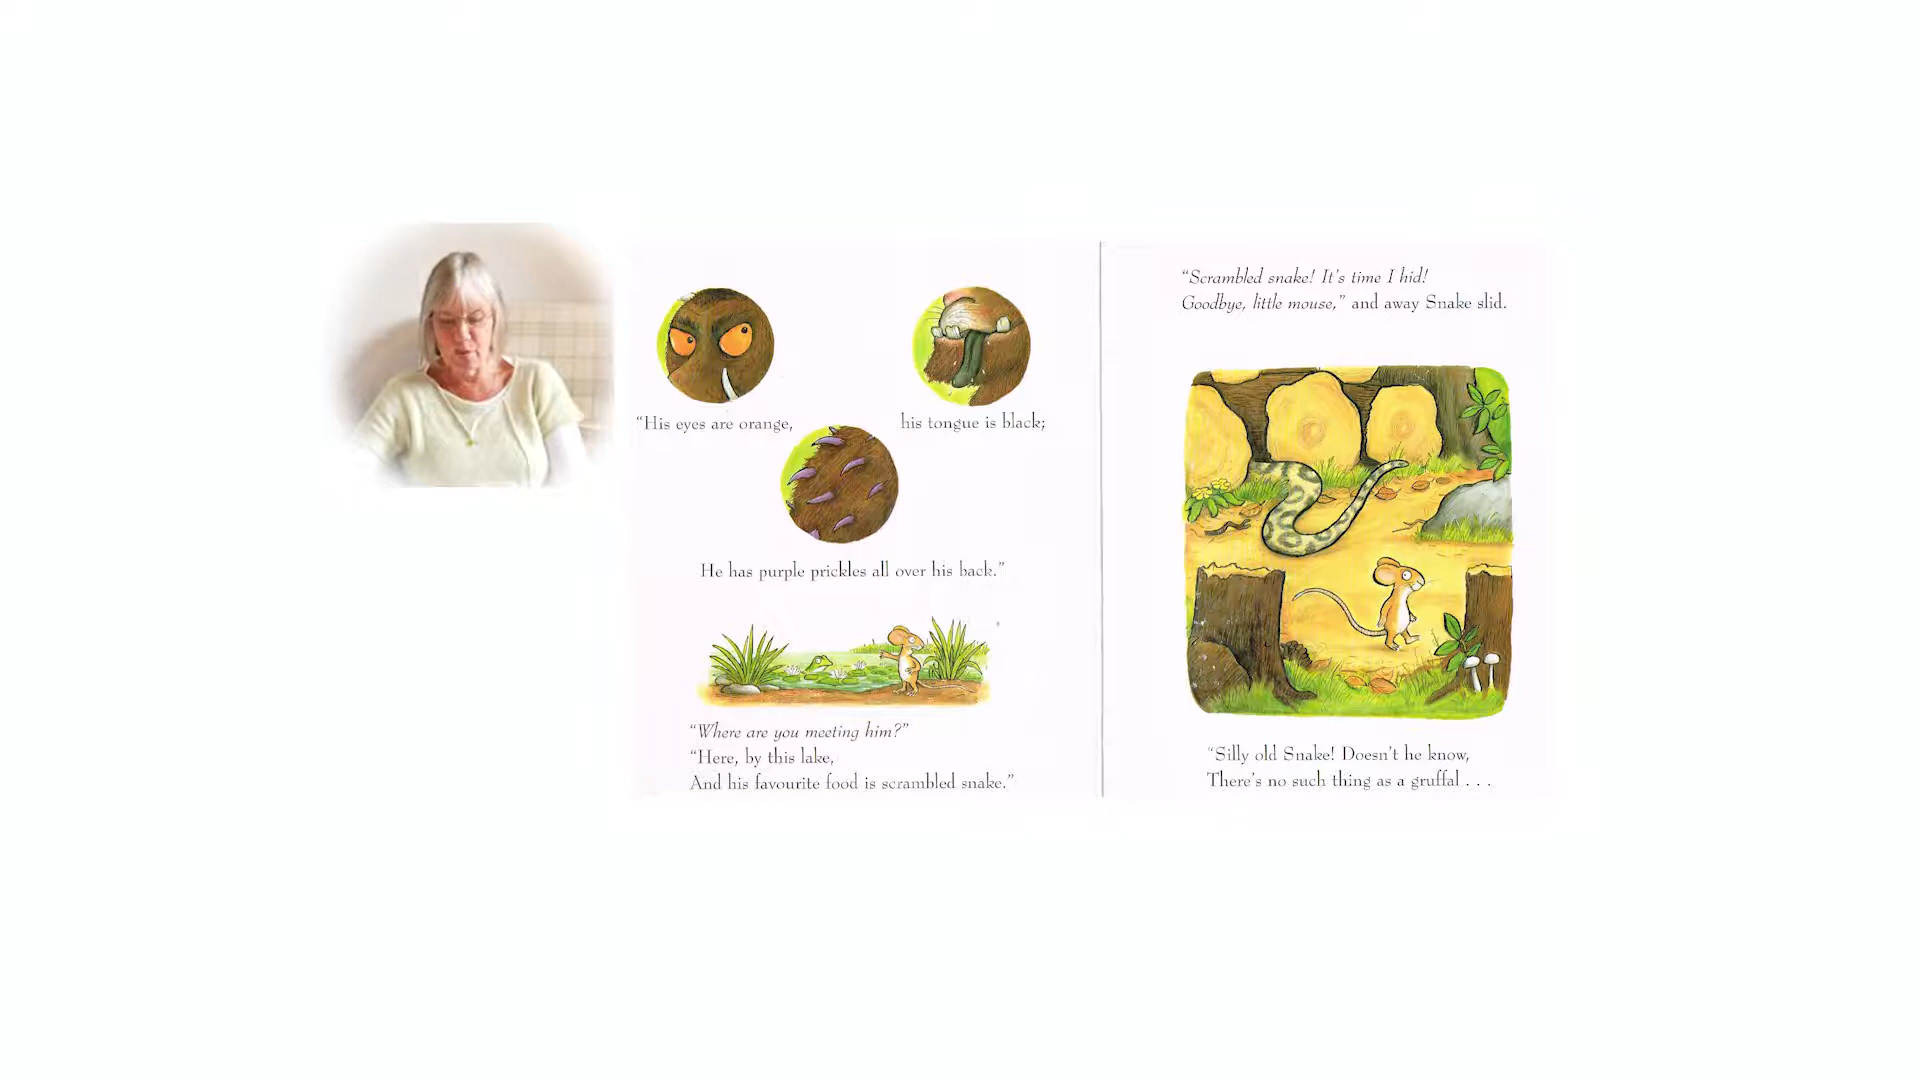 “His eyes are orange,
his tongue is black;
He has purple prickles all over his back.”
“Where are you meeting him?”
“Here, by this lake,
And his favourite food is scrambled snake.”
“Scrambled snake! It’s time I hid!
Goodbye, little mouse,” and away Snake slid.
“Silly old Snake! Doesn’t he know,
There’s no such thing as a gruffal . . .